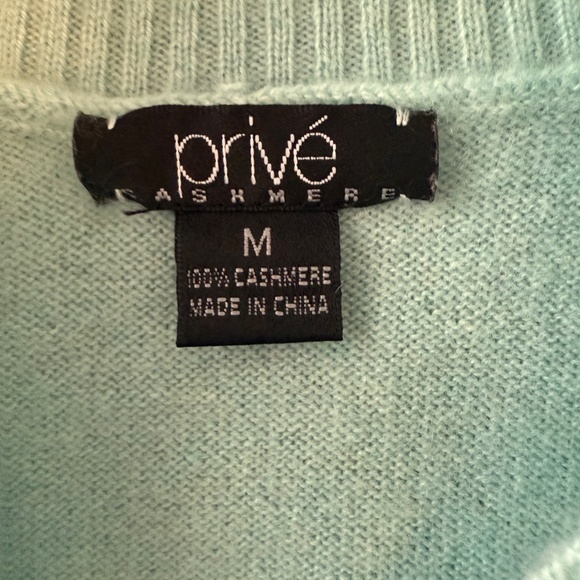 privé
CASHMERE
M
100% CASHMERE
MADE IN CHINA